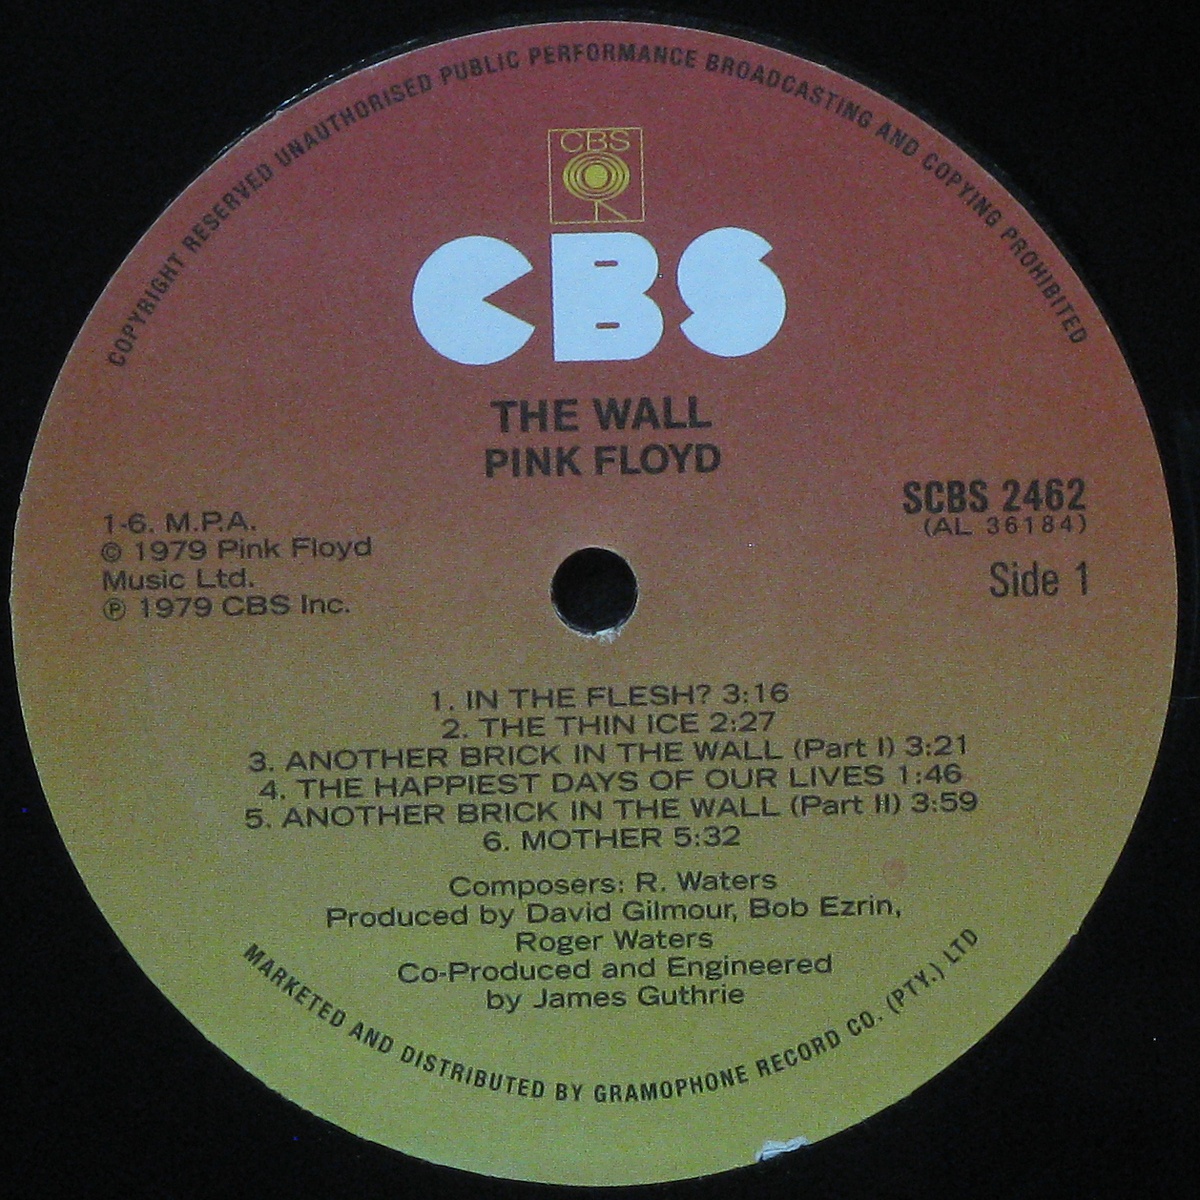 COPYRIGHT RESERVED UNAUTHORISED PUBLIC PERFORMANCE BROADCASTING AND COPYING PROHIBITED
CBS
CBS
THE WALL
PINK FLOYD
SCBS 2462
(AL 36184)
Side 1
1-6. M.P.A.
© 1979 Pink Floyd
Music Ltd.
℗ 1979 CBS Inc.
1. IN THE FLESH? 3:16
2. THE THIN ICE 2:27
3. ANOTHER BRICK IN THE WALL (Part I) 3:21
4. THE HAPPIEST DAYS OF OUR LIVES 1:46
5. ANOTHER BRICK IN THE WALL (Part II) 3:59
6. MOTHER 5:32
Composers: R. Waters
Produced by David Gilmour, Bob Ezrin,
Roger Waters
Co-Produced and Engineered
by James Guthrie
MARKETED AND DISTRIBUTED BY GRAMOPHONE RECORD CO. (PTY.) LTD